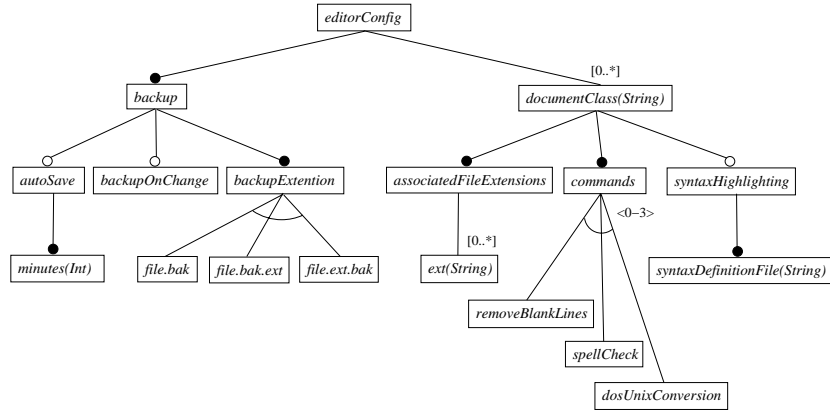 editorConfig
[0..*]
backup
documentClass(String)
autoSave
backupOnChange
backupExtention
associatedFileExtensions
commands
syntaxHighlighting
<0−3>
[0..*]
minutes(Int)
file.bak
file.bak.ext
file.ext.bak
ext(String)
syntaxDefinitionFile(String)
removeBlankLines
spellCheck
dosUnixConversion